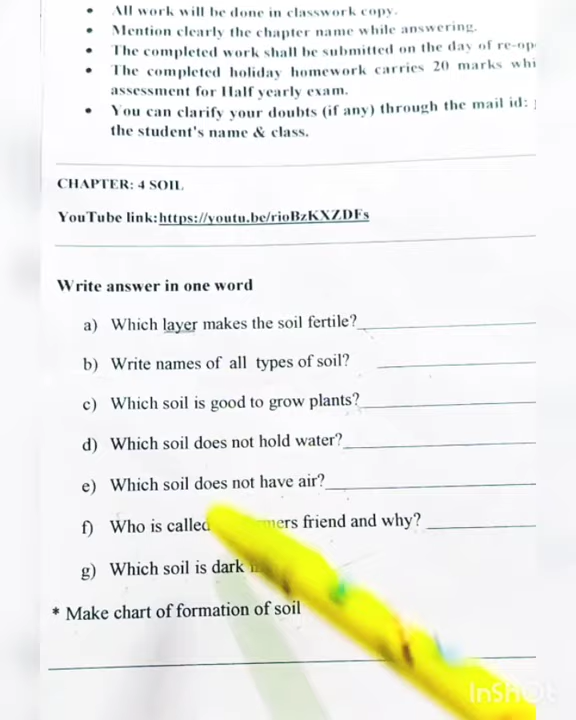 • All work will be done in classwork copy.
• Mention clearly the chapter name while answering.
• The completed work shall be submitted on the day of re-op
• The completed holiday homework carries 20 marks whi
assessment for Half yearly exam.
• You can clarify your doubts (if any) through the mail id:
the student's name & class.
CHAPTER: 4 SOIL
YouTube link:https://youtu.be/rioBzKXZDFs
Write answer in one word
a) Which layer makes the soil fertile?
b) Write names of all types of soil?
c) Which soil is good to grow plants?
d) Which soil does not hold water?
e) Which soil does not have air?
f) Who is called friend and why?
g) Which soil is dark
* Make chart of formation of soil
InShOt